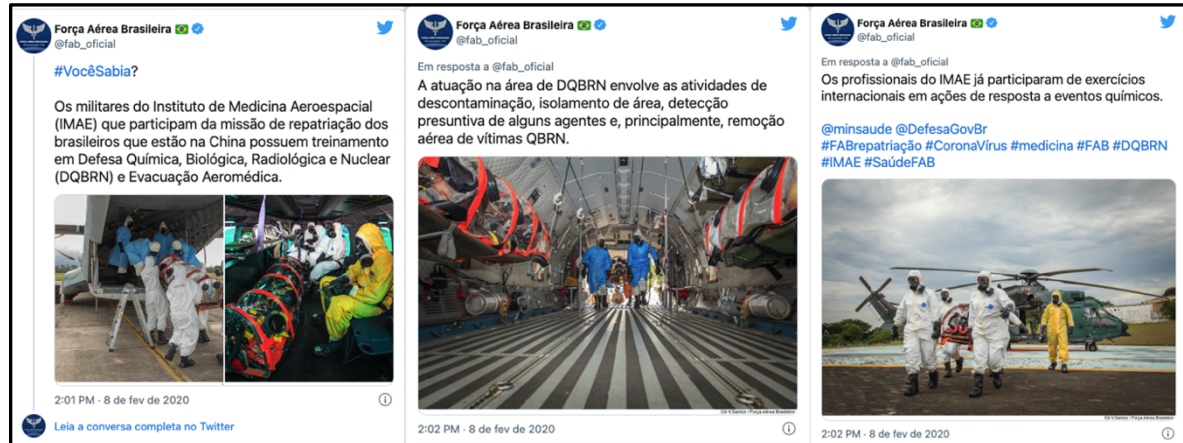 Força Aérea Brasileira 🇧🇷
@fab_oficial
#VocêSabia?
Os militares do Instituto de Medicina Aeroespacial
(IMAE) que participam da missão de repatriação dos
brasileiros que estão na China possuem treinamento
em Defesa Química, Biológica, Radiológica e Nuclear
(DQBRN) e Evacuação Aeromédica.
2:01 PM · 8 de fev de 2020
Leia a conversa completa no Twitter
Força Aérea Brasileira 🇧🇷
@fab_oficial
Em resposta a @fab_oficial
A atuação na área de DQBRN envolve as atividades de
descontaminação, isolamento de área, detecção
presuntiva de alguns agentes e, principalmente, remoção
aérea de vítimas QBRN.
2:02 PM · 8 de fev de 2020
Força Aérea Brasileira 🇧🇷
@fab_oficial
Em resposta a @fab_oficial
Os profissionais do IMAE já participaram de exercícios
internacionais em ações de resposta a eventos químicos.
@minsaude @DefesaGovBr
#FABrepatriação #CoronaVírus #medicina #FAB #DQBRN
#IMAE #SaúdeFAB
2:02 PM · 8 de fev de 2020